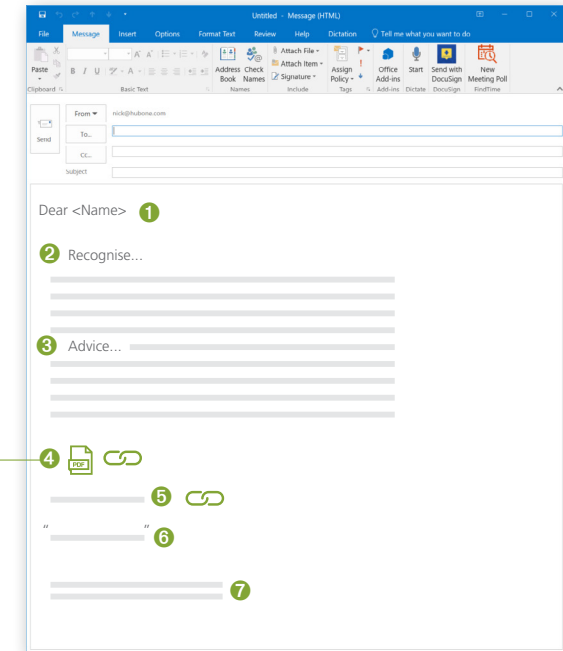 Untitled - Message (HTML)
File Message Insert Options Format Text Review Help Dictation Tell me what you want to do
Paste
B I U A
A A
Address Book
Check Names
Attach File
Attach Item
Signature
Assign Policy
Office Add-ins
Start
Send with DocuSign
New Meeting Poll
Clipboard Basic Text Names Include Tags Add-ins Dictate DocuSign FindTime
Send
From nick@hubone.com
To...
Cc...
Subject
Dear <Name> 1
2 Recognise...
3 Advice...
4 PDF
5
" " 6
7